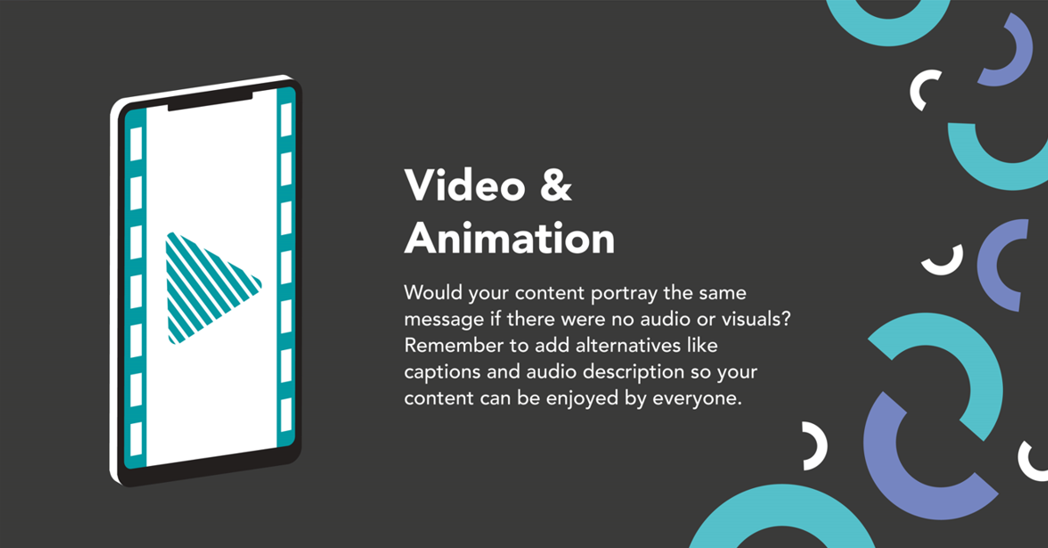 Video &
Animation
Would your content portray the same
message if there were no audio or visuals?
Remember to add alternatives like
captions and audio description so your
content can be enjoyed by everyone.